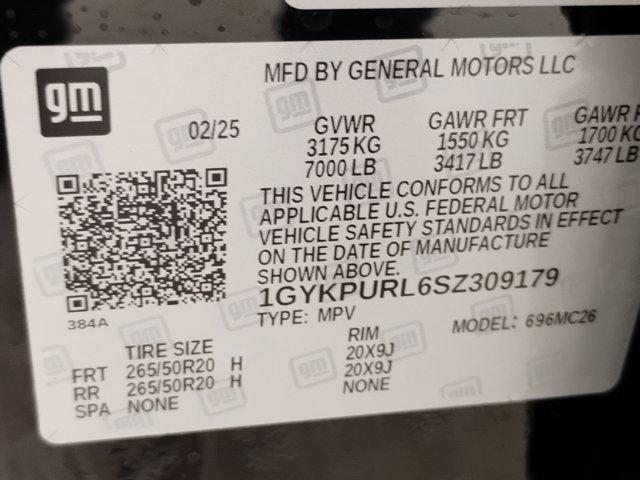 gm
MFD BY GENERAL MOTORS LLC
02/25
GVWR GAWR FRT GAWR
3175 KG 1550 KG 1700
7000 LB 3417 LB 3747 LB
THIS VEHICLE CONFORMS TO ALL
APPLICABLE U.S. FEDERAL MOTOR
VEHICLE SAFETY STANDARDS IN EFFECT
ON THE DATE OF MANUFACTURE
SHOWN ABOVE.
1GYKPURL6SZ309179
384A
TYPE: MPV MODEL: 696MC26
TIRE SIZE RIM
FRT 265/50R20 H 20X9J
RR 265/50R20 H 20X9J
SPA NONE NONE